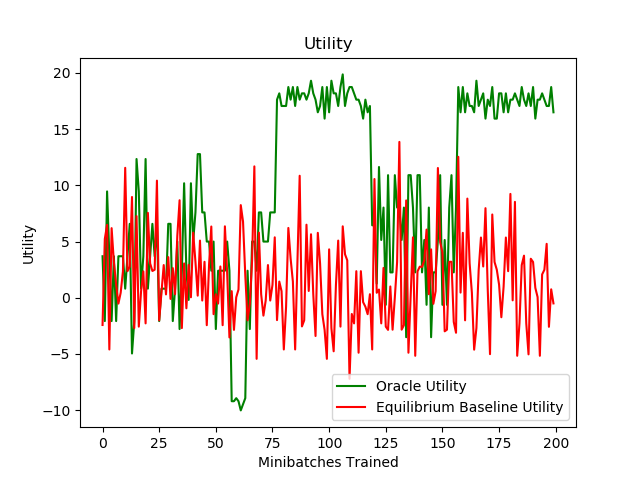 Utility
20
15
10
5
0
−5
−10
Utility
Oracle Utility
Equilibrium Baseline Utility
0 25 50 75 100 125 150 175 200
Minibatches Trained